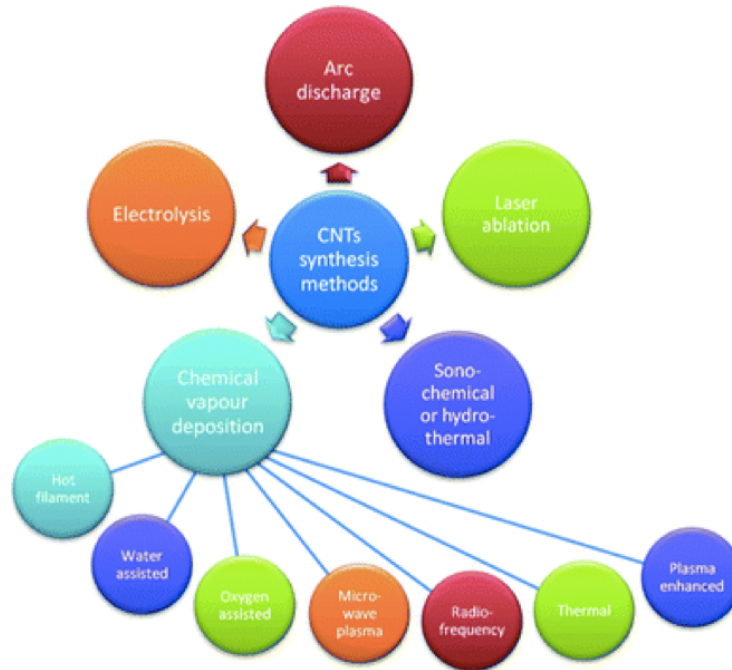 Arc
discharge
Electrolysis
Laser
ablation
CNTs
synthesis
methods
Chemical
vapour
deposition
Sono-
chemical
or hydro-
thermal
Hot
filament
Water
assisted
Oxygen
assisted
Micro-
wave
plasma
Radio-
frequency
Thermal
Plasma
enhanced